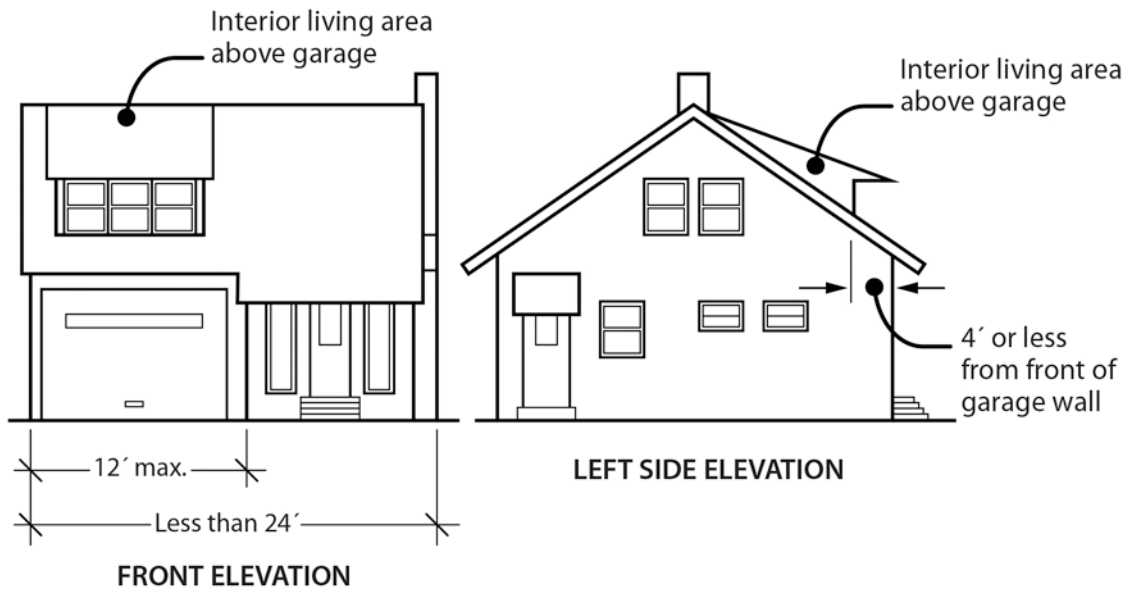 Interior living area
above garage
12´ max.
Less than 24´
FRONT ELEVATION
Interior living area
above garage
4´ or less
from front of
garage wall
LEFT SIDE ELEVATION